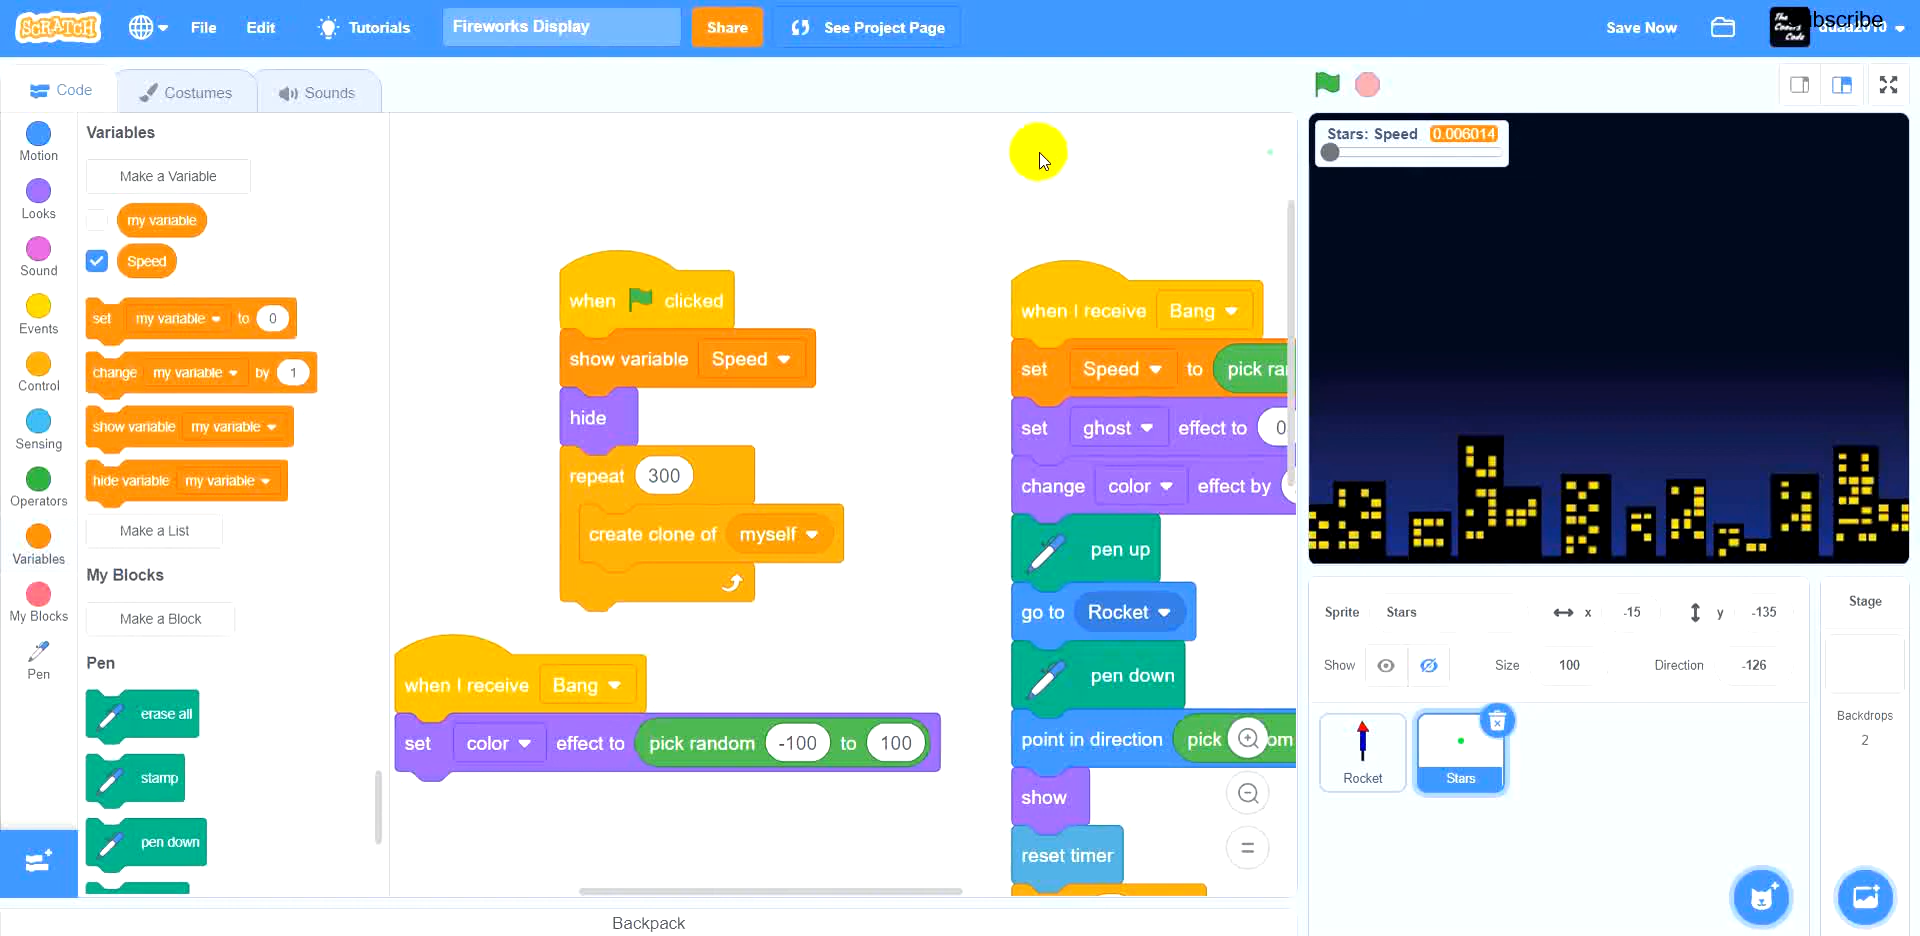 SCRATCH
File
Edit
Tutorials
Fireworks Display
Share
See Project Page
Save Now
The Coder's Code
Code
Costumes
Sounds
Motion
Looks
Sound
Events
Control
Sensing
Operators
Variables
My Blocks
Pen
Variables
Make a Variable
my variable
Speed
set my variable to 0
change my variable by 1
show variable my variable
hide variable my variable
Make a List
My Blocks
Make a Block
Pen
erase all
stamp
pen down
when clicked
show variable Speed
hide
repeat 300
create clone of myself
when I receive Bang
set color effect to pick random -100 to 100
when I receive Bang
set Speed to pick
set ghost effect to 0
change color effect by
pen up
go to Rocket
pen down
point in direction pick
show
reset timer
Backpack
Stars: Speed 0.006014
Sprite Stars x -15 y -135
Show Size 100 Direction -126
Rocket
Stars
Stage
Backdrops
2